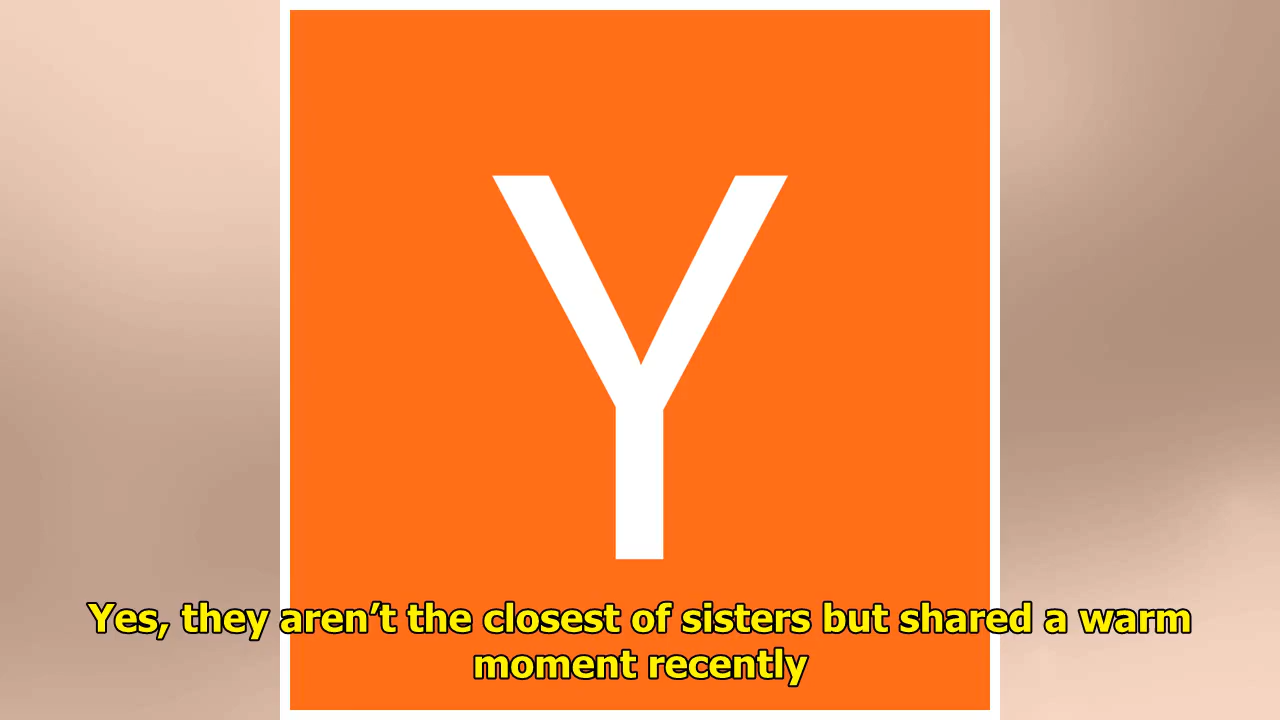 Y
Yes, they aren’t the closest of sisters but shared a warm
moment recently